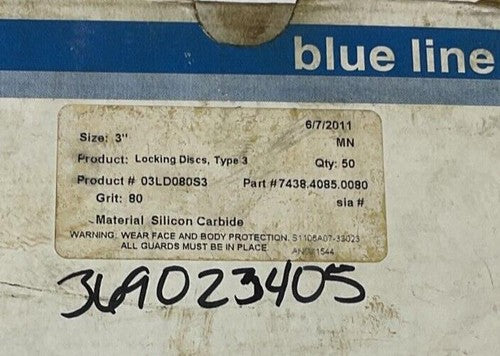 blue line
6/7/2011
Size: 3" MN
Product: Locking Discs, Type 3 Qty: 50
Product # 03LD080S3 Part #7438.4085.0080
Grit: 80 sia #
Material Silicon Carbide
WARNING: WEAR FACE AND BODY PROTECTION.
ALL GUARDS MUST BE IN PLACE
369023405